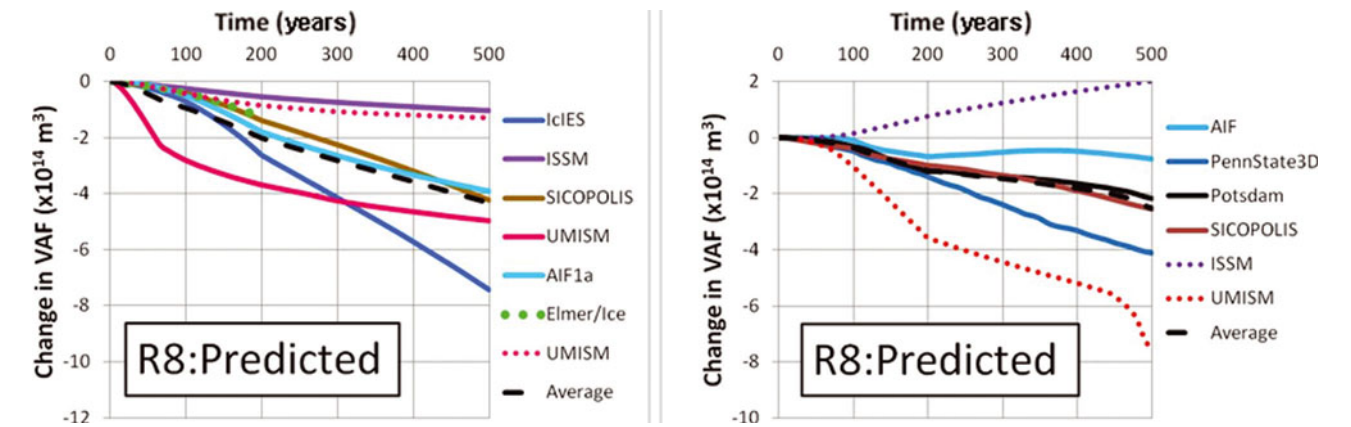 Time (years)
0 100 200 300 400 500
Change in VAF (x10¹⁴ m³)
0
-2
-4
-6
-8
-10
-12
IcIES
ISSM
SICOPOLIS
UMISM
AIF1a
Elmer/Ice
UMISM
Average
R8:Predicted
Time (years)
0 100 200 300 400 500
Change in VAF (x10¹⁴ m³)
2
0
-2
-4
-6
-8
-10
AIF
PennState3D
Potsdam
SICOPOLIS
ISSM
UMISM
Average
R8:Predicted